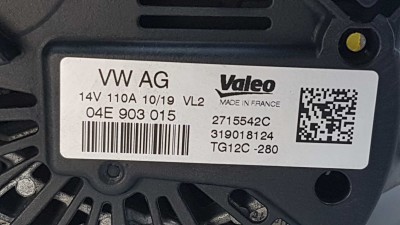 VW AG
14V 110A 10/19 VL2
04E 903 015
Valeo
MADE IN FRANCE
2715542C
319018124
TG12C -280